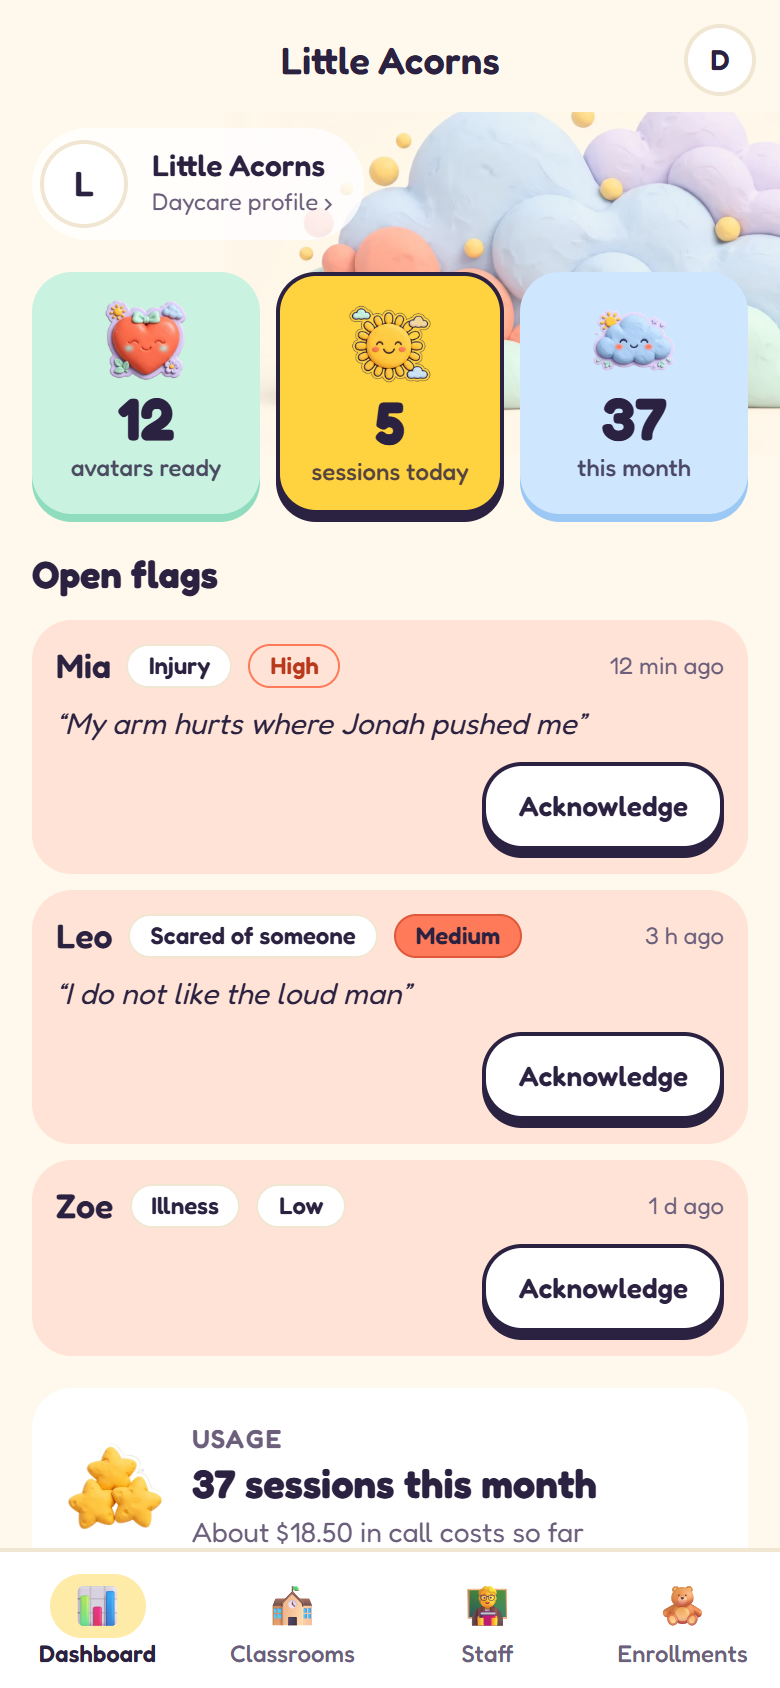 Little Acorns
D
L
Little Acorns
Daycare profile ›
12
avatars ready
5
sessions today
37
this month
Open flags
Mia Injury High 12 min ago
“My arm hurts where Jonah pushed me”
Acknowledge
Leo Scared of someone Medium 3 h ago
“I do not like the loud man”
Acknowledge
Zoe Illness Low 1 d ago
Acknowledge
USAGE
37 sessions this month
About $18.50 in call costs so far
Dashboard Classrooms Staff Enrollments